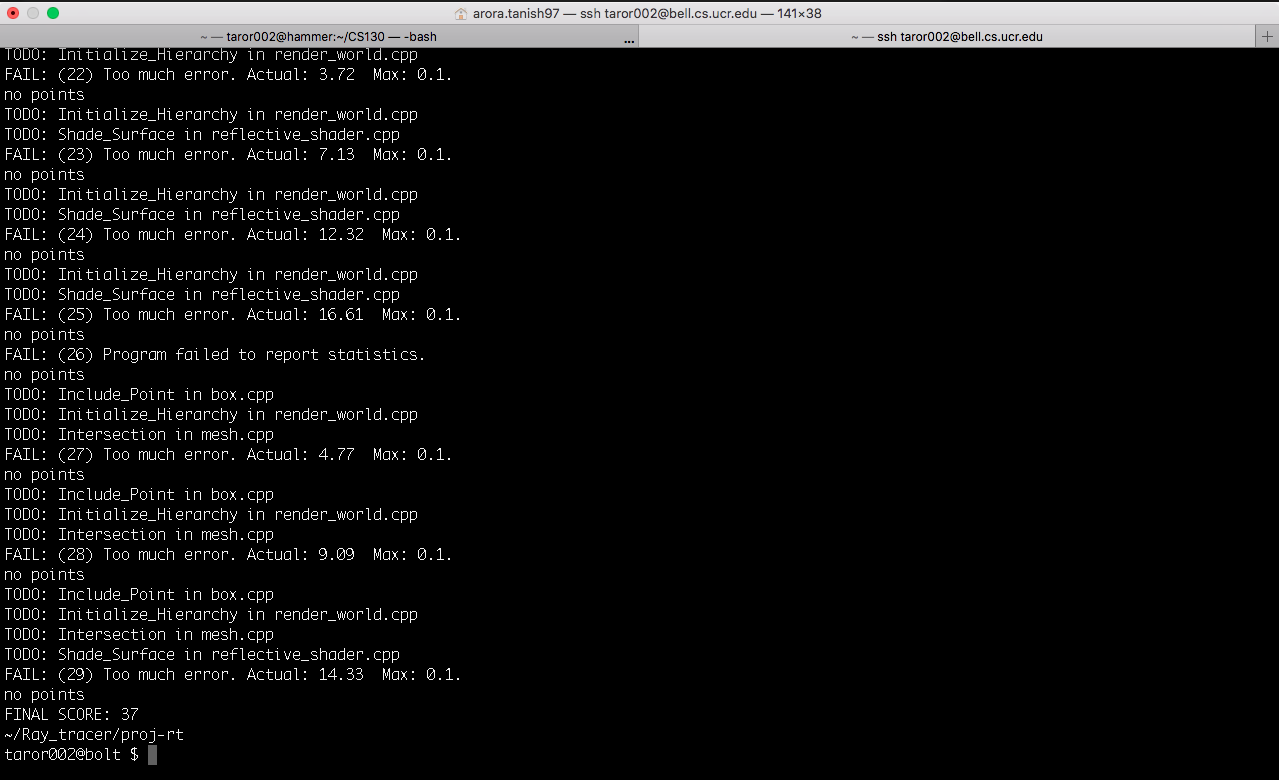 arora.tanish97 — ssh taror002@bell.cs.ucr.edu — 141×38
~ — taror002@hammer:~/CS130 — -bash ... ~ — ssh taror002@bell.cs.ucr.edu +
TODO: Initialize_Hierarchy in render_world.cpp
FAIL: (22) Too much error. Actual: 3.72  Max: 0.1.
no points
TODO: Initialize_Hierarchy in render_world.cpp
TODO: Shade_Surface in reflective_shader.cpp
FAIL: (23) Too much error. Actual: 7.13  Max: 0.1.
no points
TODO: Initialize_Hierarchy in render_world.cpp
TODO: Shade_Surface in reflective_shader.cpp
FAIL: (24) Too much error. Actual: 12.32  Max: 0.1.
no points
TODO: Initialize_Hierarchy in render_world.cpp
TODO: Shade_Surface in reflective_shader.cpp
FAIL: (25) Too much error. Actual: 16.61  Max: 0.1.
no points
FAIL: (26) Program failed to report statistics.
no points
TODO: Include_Point in box.cpp
TODO: Initialize_Hierarchy in render_world.cpp
TODO: Intersection in mesh.cpp
FAIL: (27) Too much error. Actual: 4.77  Max: 0.1.
no points
TODO: Include_Point in box.cpp
TODO: Initialize_Hierarchy in render_world.cpp
TODO: Intersection in mesh.cpp
FAIL: (28) Too much error. Actual: 9.09  Max: 0.1.
no points
TODO: Include_Point in box.cpp
TODO: Initialize_Hierarchy in render_world.cpp
TODO: Intersection in mesh.cpp
TODO: Shade_Surface in reflective_shader.cpp
FAIL: (29) Too much error. Actual: 14.33  Max: 0.1.
no points
FINAL SCORE: 37
~/Ray_tracer/proj-rt
taror002@bolt $